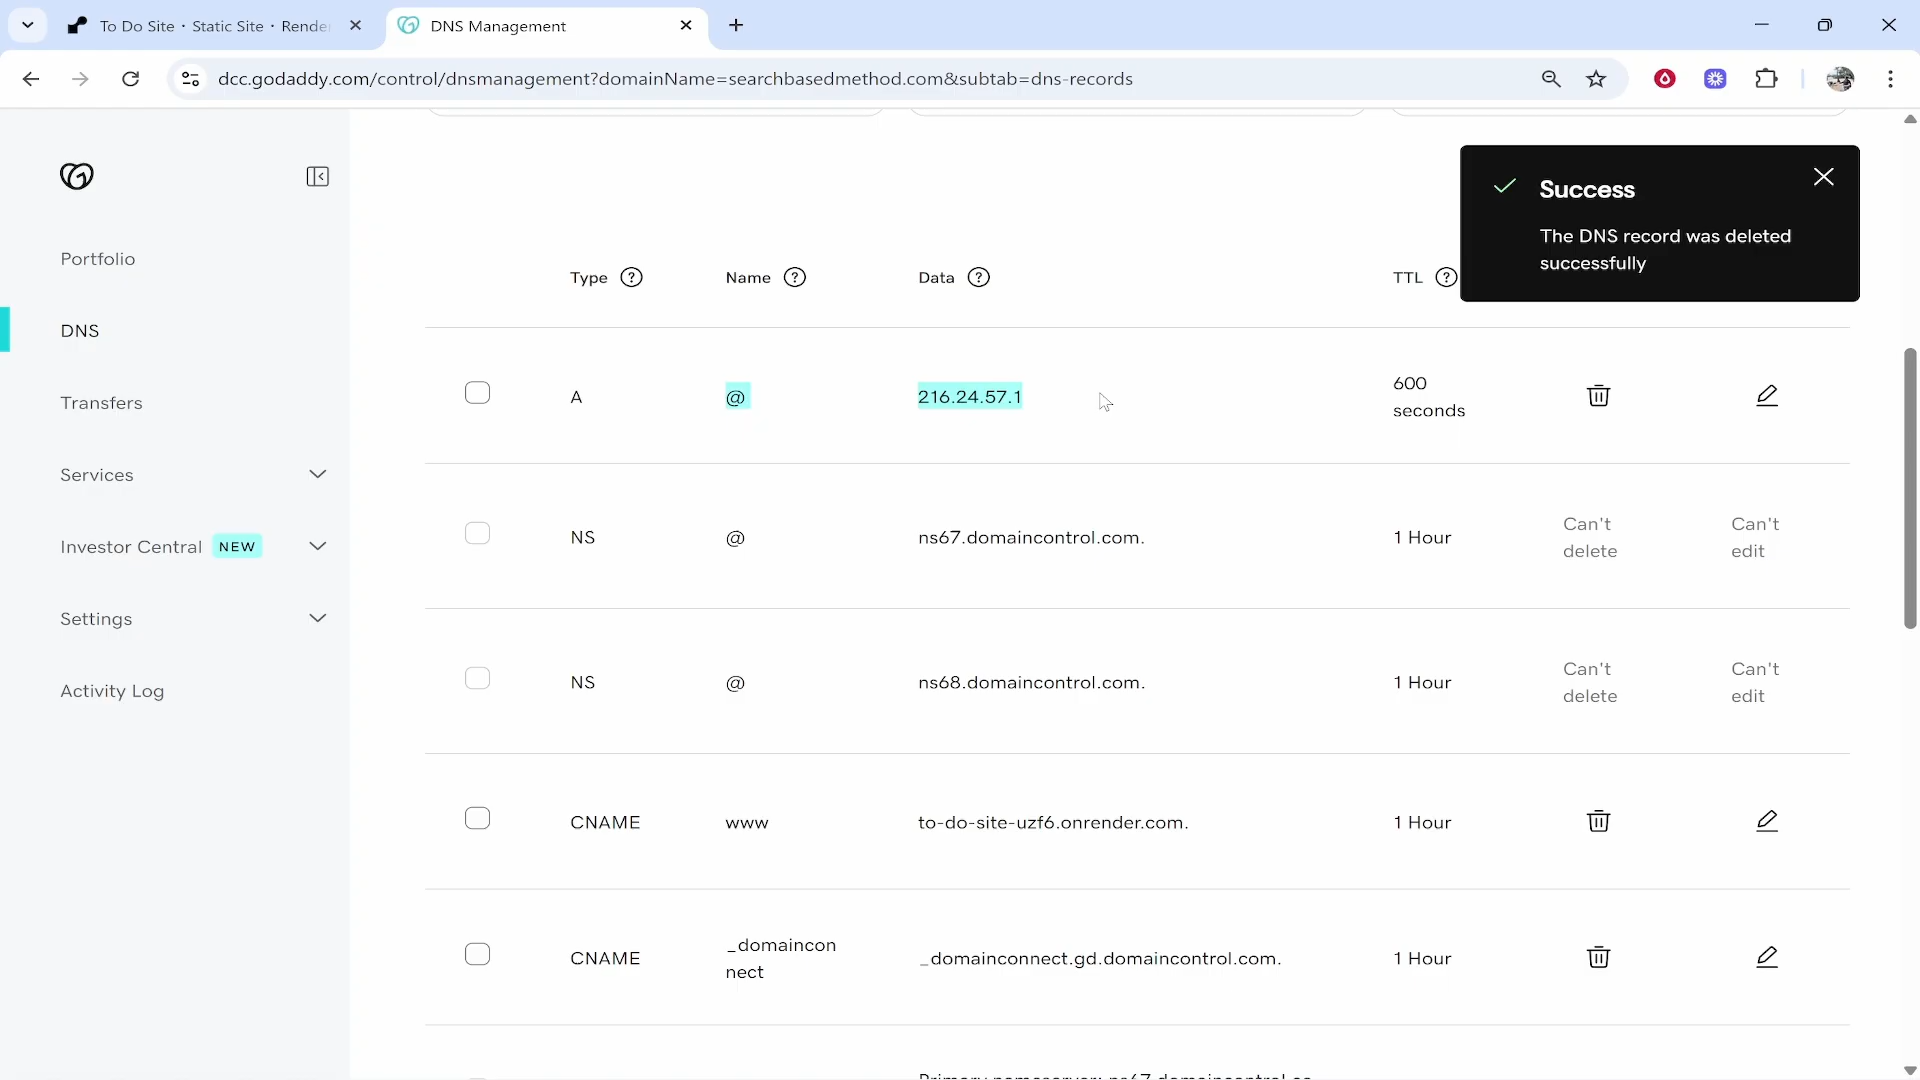 To Do Site · Static Site · Rende
DNS Management
dcc.godaddy.com/control/dnsmanagement?domainName=searchbasedmethod.com&subtab=dns-records
Success
The DNS record was deleted
successfully
Portfolio
DNS
Transfers
Services
Investor Central NEW
Settings
Activity Log
Type ? Name ? Data ? TTL ?
A @ 216.24.57.1 600 seconds
NS @ ns67.domaincontrol.com. 1 Hour Can't delete Can't edit
NS @ ns68.domaincontrol.com. 1 Hour Can't delete Can't edit
CNAME www to-do-site-uzf6.onrender.com. 1 Hour
CNAME _domaincon
nect _domainconnect.gd.domaincontrol.com. 1 Hour